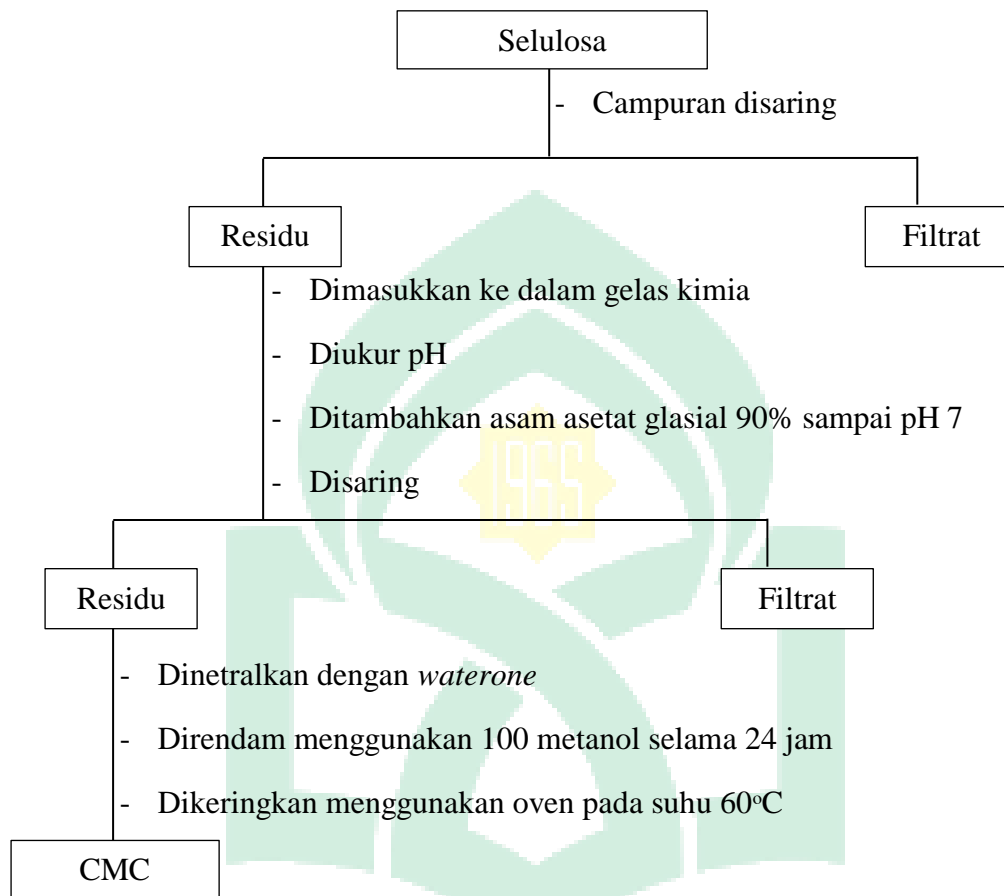 Selulosa
- Campuran disaring
Residu
Filtrat
- Dimasukkan ke dalam gelas kimia
- Diukur pH
- Ditambahkan asam asetat glasial 90% sampai pH 7
- Disaring
1965
Residu
Filtrat
- Dinetralkan dengan waterone
- Direndam menggunakan 100 metanol selama 24 jam
- Dikeringkan menggunakan oven pada suhu 60°C
CMC